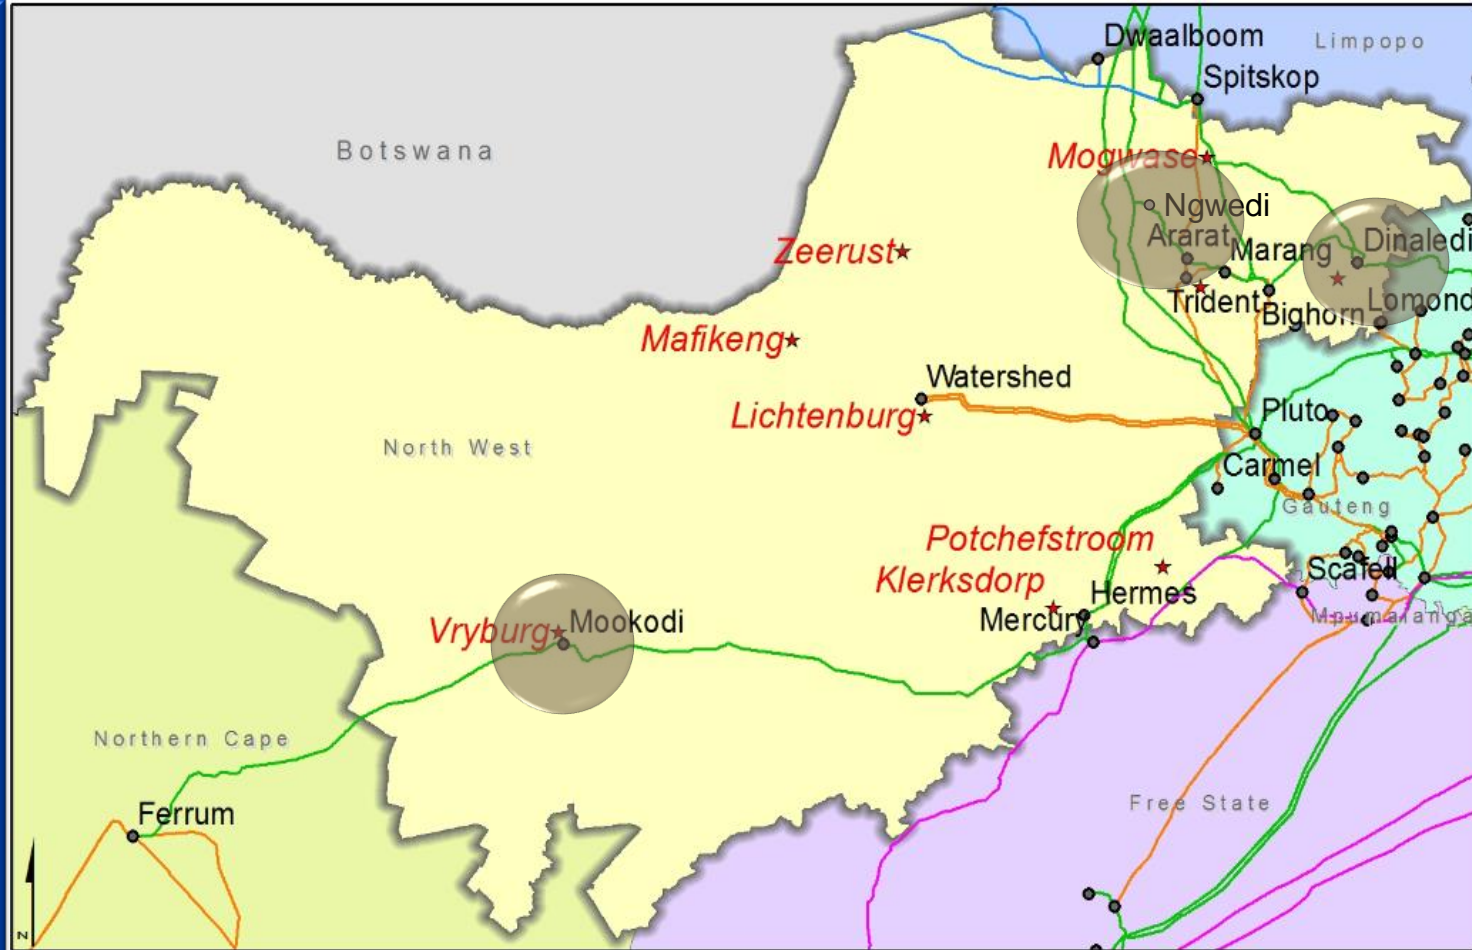 Dwaalboom
Limpopo
Spitskop
Botswana
Mogwase
Ngwedi
Ararat
Marang
Dinaledi
Zeerust
Trident
Bighorn
Lomond
Mafikeng
Watershed
Lichtenburg
Pluto
North West
Carmel
Gauteng
Potchefstroom
Klerksdorp
Hermes
Scafell
Mercury
Mpumalanga
Vryburg
Mookodi
Northern Cape
Free State
Ferrum
N